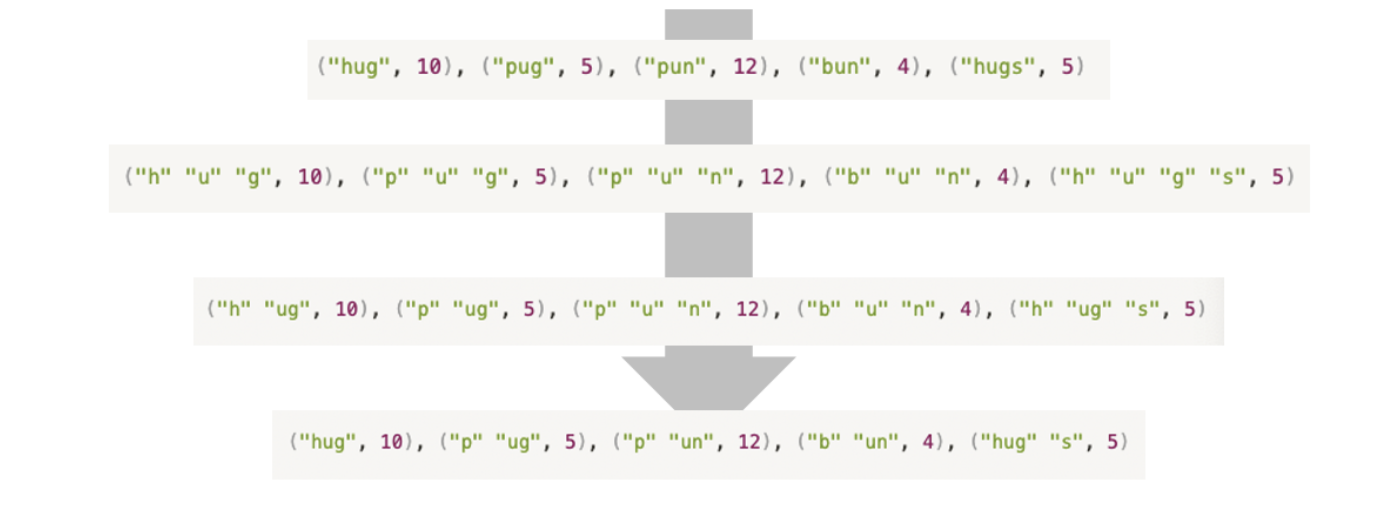 ("hug", 10), ("pug", 5), ("pun", 12), ("bun", 4), ("hugs", 5)
("h" "u" "g", 10), ("p" "u" "g", 5), ("p" "u" "n", 12), ("b" "u" "n", 4), ("h" "u" "g" "s", 5)
("h" "ug", 10), ("p" "ug", 5), ("p" "u" "n", 12), ("b" "u" "n", 4), ("h" "ug" "s", 5)
("hug", 10), ("p" "ug", 5), ("p" "un", 12), ("b" "un", 4), ("hug" "s", 5)